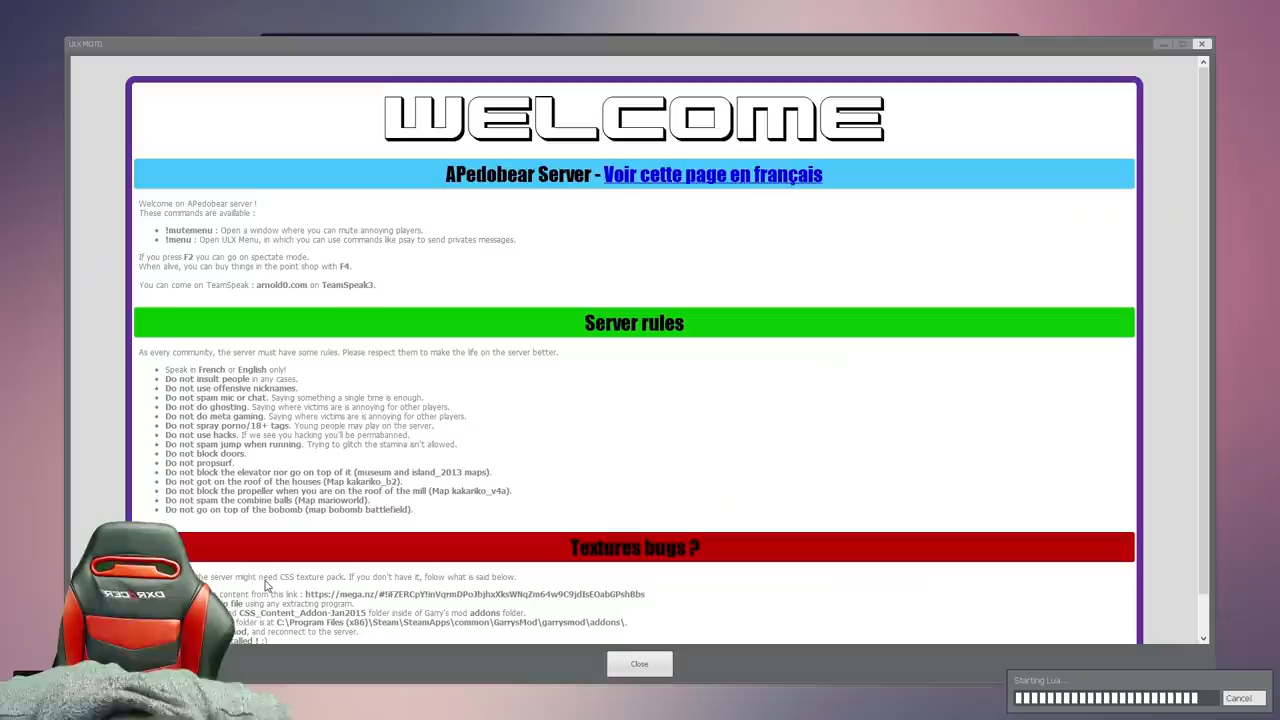 ULX MOTD
WELCOME
APedobear Server - Voir cette page en français
Welcome on APedobear server !
These commands are available :
!mutemenu : Open a window where you can mute annoying players.
!menu : Open ULX Menu, in which you can use commands like psay to send privates messages.
If you press F2 you can go on spectate mode.
When alive, you can buy things in the point shop with F4.
You can come on TeamSpeak : arnold0.com on TeamSpeak3.
Server rules
As every community, the server must have some rules. Please respect them to make the life on the server better.
Speak in French or English only!
Do not insult people in any cases.
Do not use offensive nicknames.
Do not spam mic or chat. Saying something a single time is enough.
Do not do ghosting. Saying where victims are is annoying for other players.
Do not do meta gaming. Saying where victims are is annoying for other players.
Do not spray porno/18+ tags. Young people may play on the server.
Do not use hacks. If we see you hacking you'll be permabanned.
Do not spam jump when running. Trying to glitch the stamina isn't allowed.
Do not block doors.
Do not propsurf.
Do not block the elevator nor go on top of it (museum and island_2013 maps).
Do not got on the roof of the houses (Map kakariko_b2).
Do not block the propeller when you are on the roof of the mill (Map kakariko_v4a).
Do not spam the combine balls (Map marioworld).
Do not go on top of the bobomb (map bobomb battlefield).
Textures bugs ?
the server might need CSS texture pack. If you don't have it, folow what is said below.
content from this link : https://mega.nz/#!iFZERCpY!inVqrmDPoJbjhxXksWNqZm64w9C9jdIsEOabGPshBbs
file using any extracting program.
CSS_Content_Addon-Jan2015 folder inside of Garry's mod addons folder.
folder is at C:\Program Files (x86)\Steam\SteamApps\common\GarrysMod\garrysmod\addons\.
, and reconnect to the server.
! :)
Close
Starting Lua...
Cancel
DXRACER